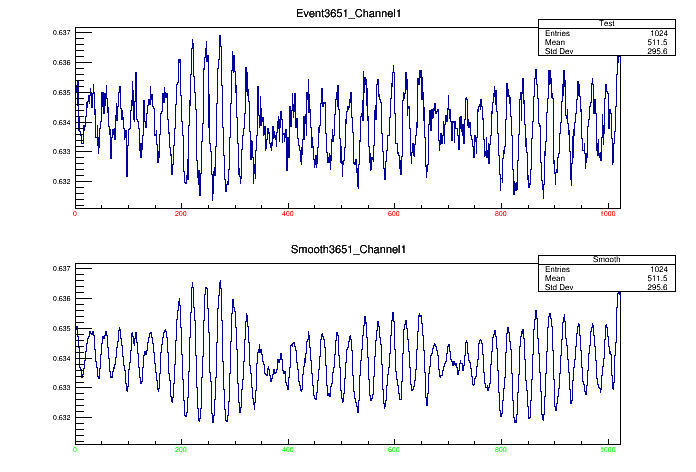 Event3651_Channel1
Test
Entries 1024
Mean 511.5
Std Dev 295.6
0.637
0.636
0.635
0.634
0.633
0.632
0 200 400 600 800 1000
Smooth3651_Channel1
Smooth
Entries 1024
Mean 511.5
Std Dev 295.6
0.637
0.636
0.635
0.634
0.633
0.632
0 200 400 600 800 1000